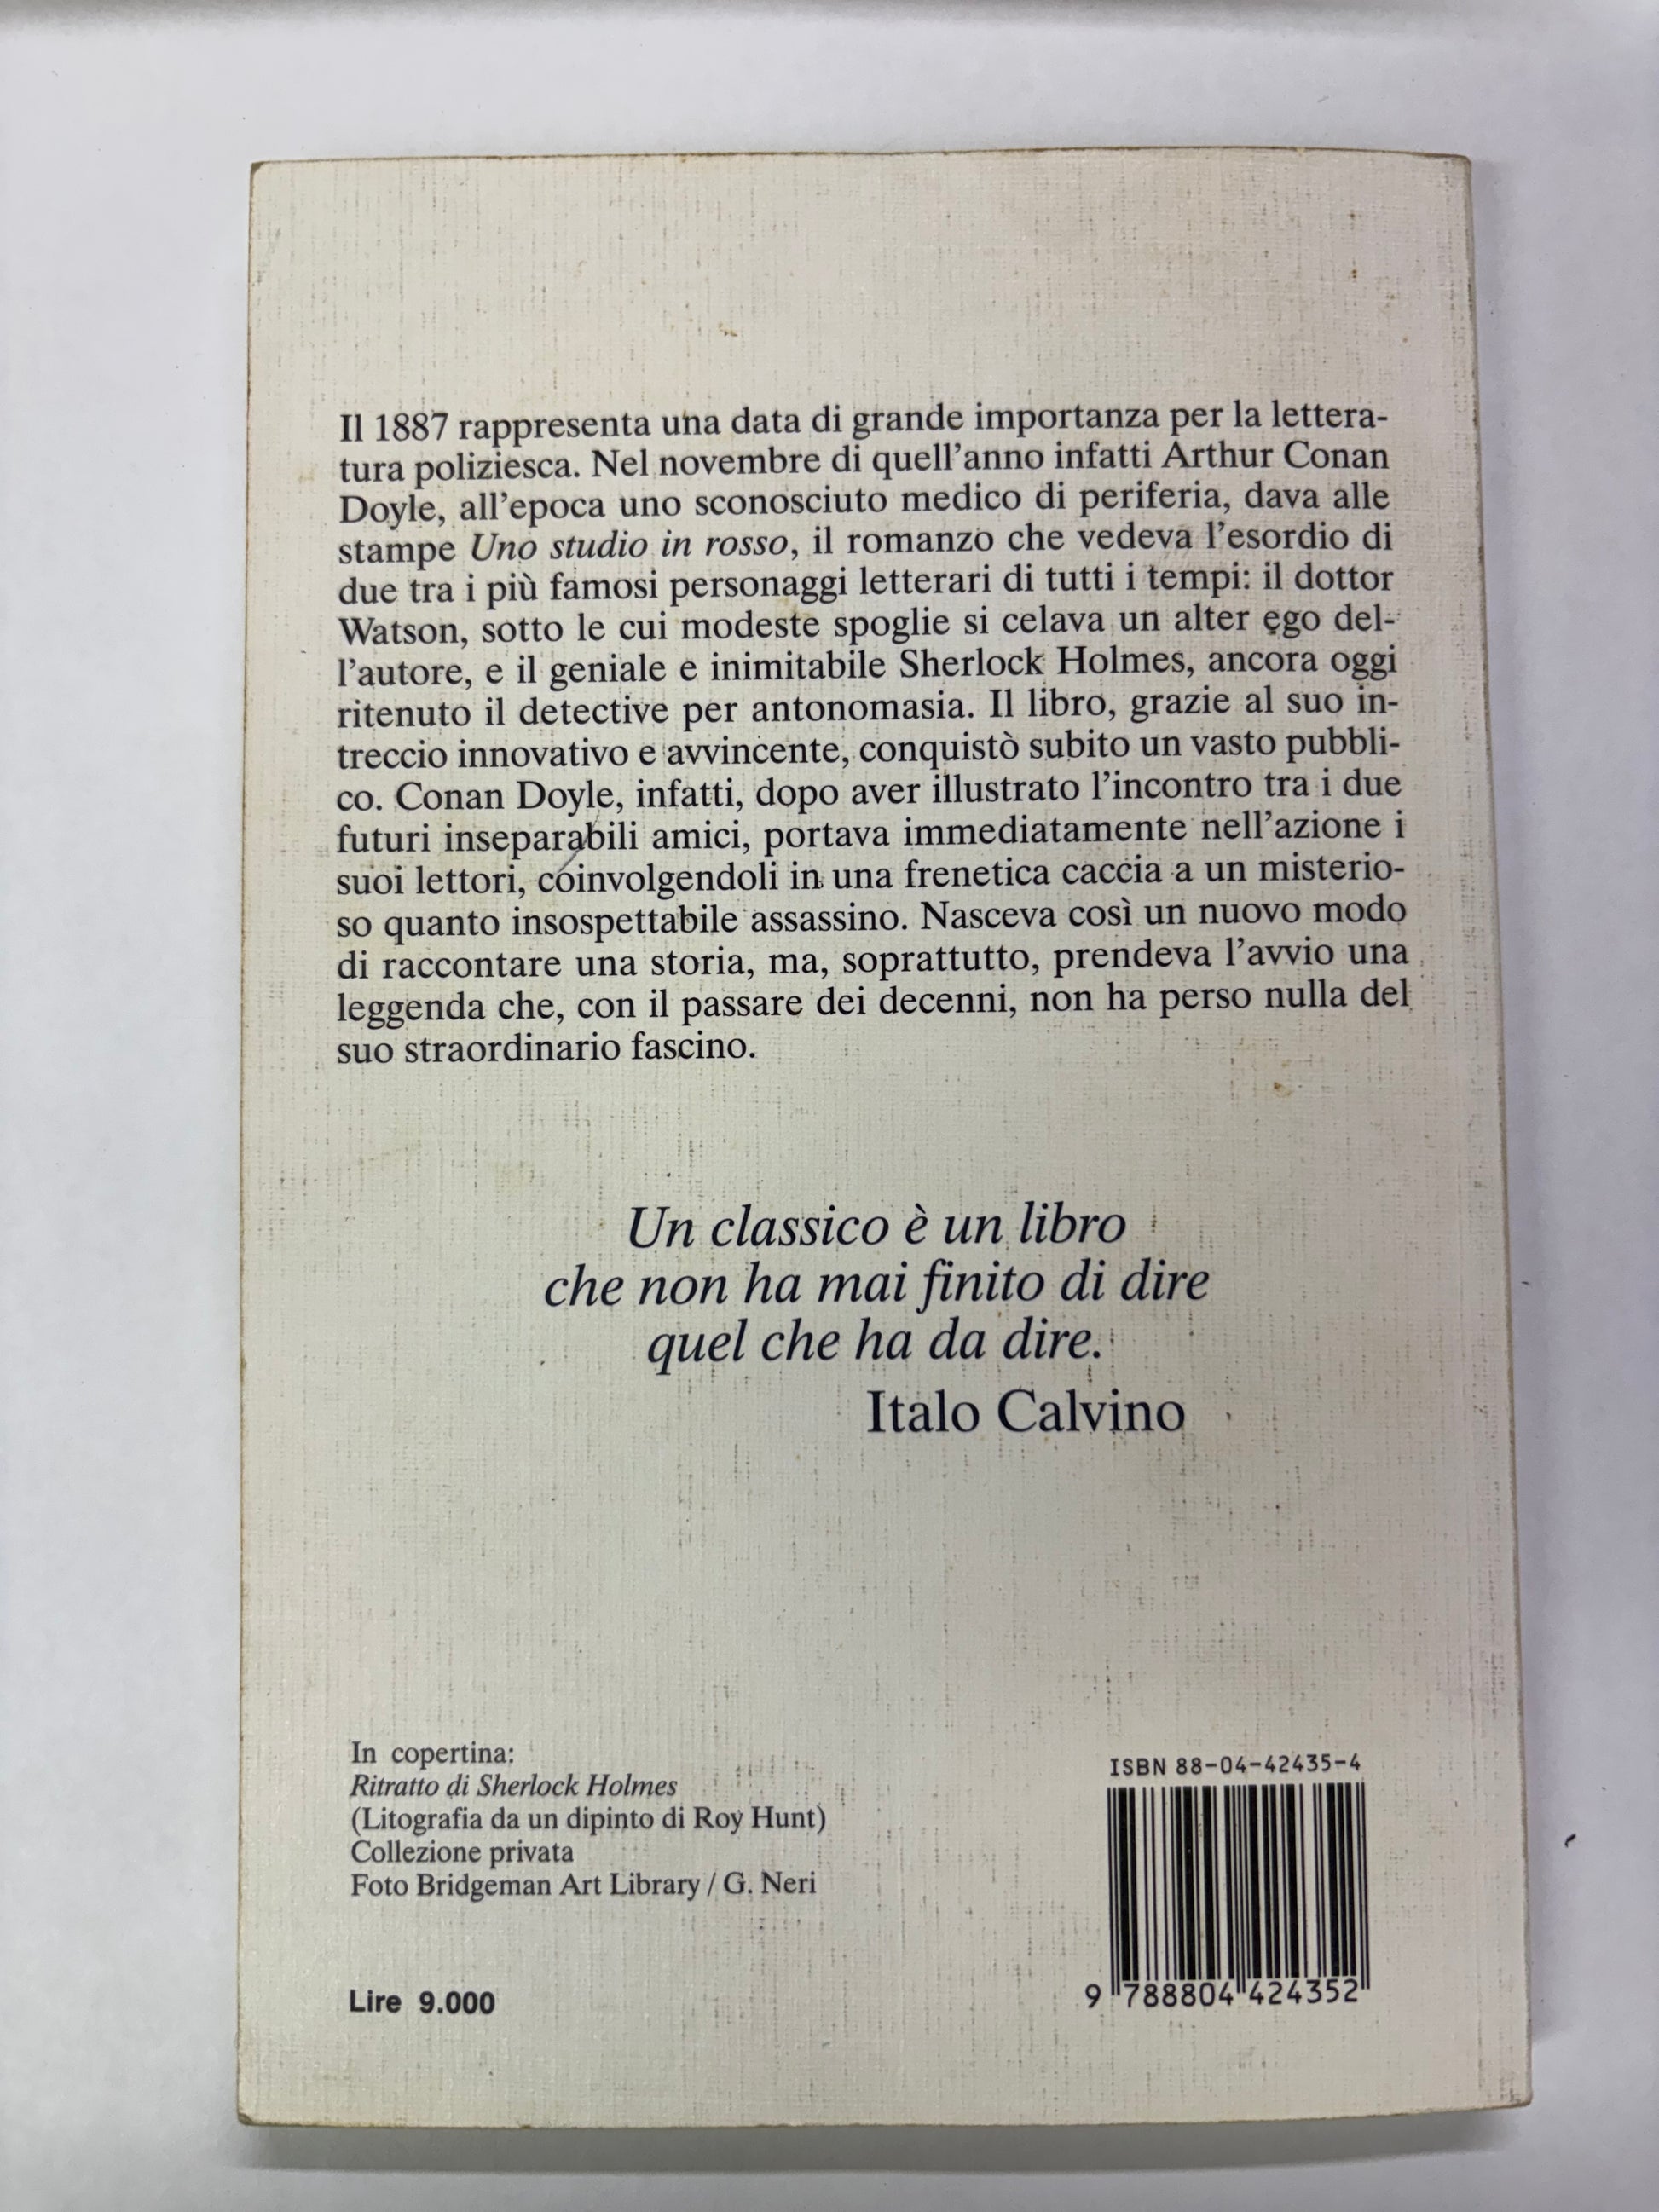 Il 1887 rappresenta una data di grande importanza per la lettera-
tura poliziesca. Nel novembre di quell'anno infatti Arthur Conan
Doyle, all'epoca uno sconosciuto medico di periferia, dava alle
stampe Uno studio in rosso, il romanzo che vedeva l'esordio di
due tra i più famosi personaggi letterari di tutti i tempi: il dottor
Watson, sotto le cui modeste spoglie si celava un alter ego del-
l'autore, e il geniale e inimitabile Sherlock Holmes, ancora oggi
ritenuto il detective per antonomasia. Il libro, grazie al suo in-
treccio innovativo e avvincente, conquistò subito un vasto pubbli-
co. Conan Doyle, infatti, dopo aver illustrato l'incontro tra i due
futuri inseparabili amici, portava immediatamente nell'azione i
suoi lettori, coinvolgendoli in una frenetica caccia a un misterio-
so quanto insospettabile assassino. Nasceva così un nuovo modo
di raccontare una storia, ma, soprattutto, prendeva l'avvio una
leggenda che, con il passare dei decenni, non ha perso nulla del
suo straordinario fascino.
Un classico è un libro
che non ha mai finito di dire
quel che ha da dire.
Italo Calvino
In copertina:
Ritratto di Sherlock Holmes
(Litografia da un dipinto di Roy Hunt)
Collezione privata
Foto Bridgeman Art Library / G. Neri
Lire 9.000
ISBN 88-04-42435-4
9 788804 424352